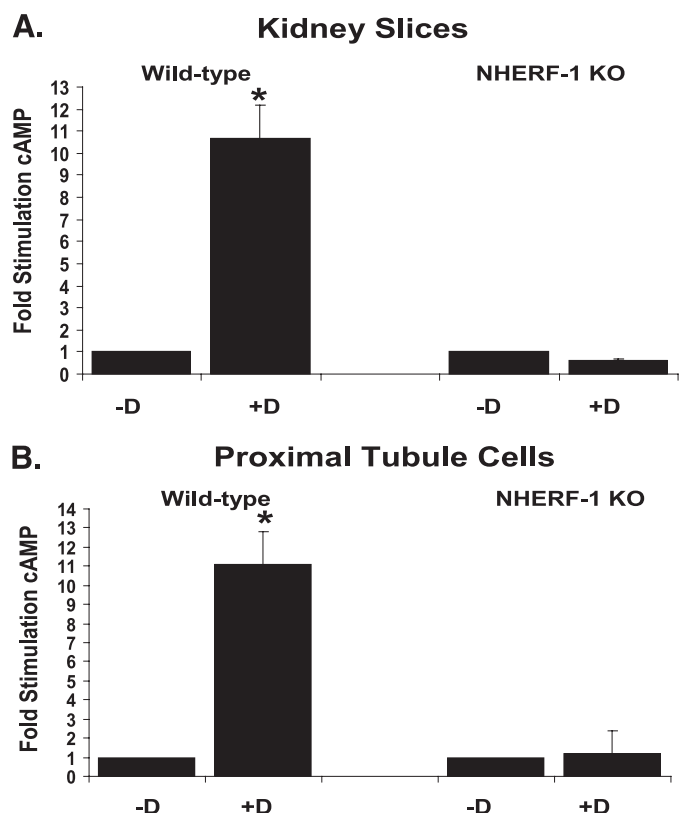 A.
Kidney Slices
Wild-type
NHERF-1 KO
Fold Stimulation cAMP
13
12
11
10
9
8
7
6
5
4
3
2
1
0
*
-D
+D
-D
+D
B.
Proximal Tubule Cells
Wild-type
NHERF-1 KO
Fold Stimulation cAMP
14
13
12
11
10
9
8
7
6
5
4
3
2
1
0
*
-D
+D
-D
+D